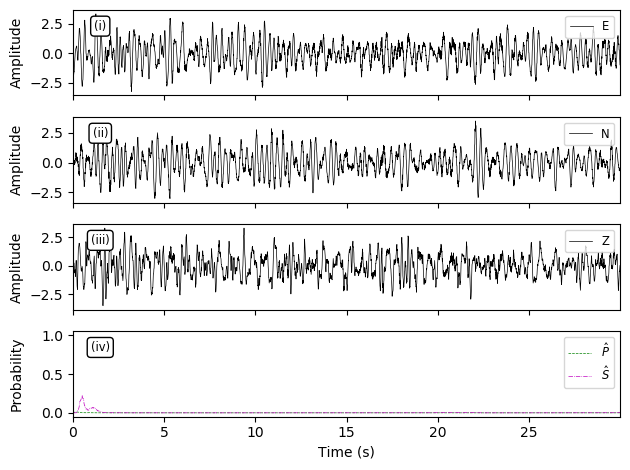 (i)
E
Amplitude
2.5
0.0
−2.5
(ii)
N
Amplitude
2.5
0.0
−2.5
(iii)
Z
Amplitude
2.5
0.0
−2.5
(iv)
P̂
Ŝ
Probability
1.0
0.5
0.0
0 5 10 15 20 25
Time (s)